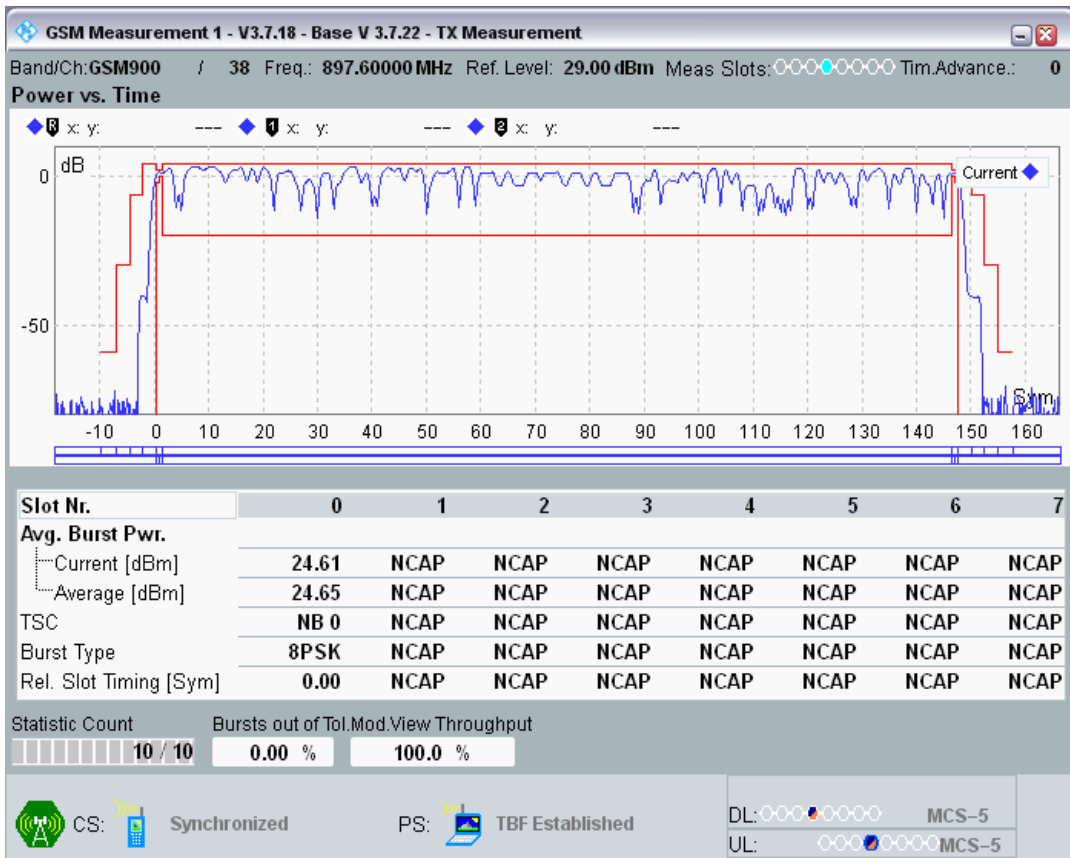 GSM Measurement 1 - V3.7.18 - Base V 3.7.22 - TX Measurement
Band/Ch:GSM900 / 38 Freq.: 897.60000 MHz Ref. Level: 29.00 dBm Meas Slots: Tim.Advance.: 0
Power vs. Time
R x: y: --- 1 x: y: --- 2 x: y: ---
dB
Current
0
-50
Sym
-10 0 10 20 30 40 50 60 70 80 90 100 110 120 130 140 150 160
Slot Nr. 0 1 2 3 4 5 6 7
Avg. Burst Pwr.
Current [dBm] 24.61 NCAP NCAP NCAP NCAP NCAP NCAP NCAP
Average [dBm] 24.65 NCAP NCAP NCAP NCAP NCAP NCAP NCAP
TSC NB 0 NCAP NCAP NCAP NCAP NCAP NCAP NCAP
Burst Type 8PSK NCAP NCAP NCAP NCAP NCAP NCAP NCAP
Rel. Slot Timing [Sym] 0.00 NCAP NCAP NCAP NCAP NCAP NCAP NCAP
Statistic Count Bursts out of Tol.Mod.View Throughput
10 / 10 0.00 % 100.0 %
CS: Synchronized PS: TBF Established
DL: MCS-5
UL: MCS-5